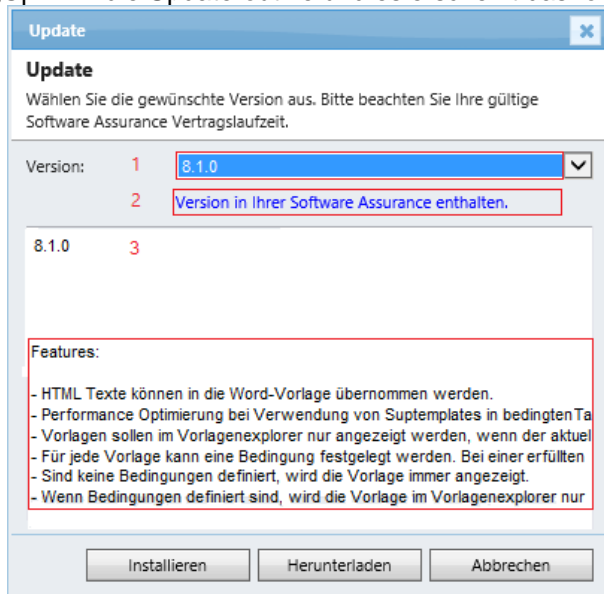 Update
Update
Wählen Sie die gewünschte Version aus. Bitte beachten Sie Ihre gültige
Software Assurance Vertragslaufzeit.
Version: 1 8.1.0
2 Version in Ihrer Software Assurance enthalten.
8.1.0 3
Features:
- HTML Texte können in die Word-Vorlage übernommen werden.
- Performance Optimierung bei Verwendung von Suptemplates in bedingtenTa
- Vorlagen sollen im Vorlagenexplorer nur angezeigt werden, wenn der aktuel
- Für jede Vorlage kann eine Bedingung festgelegt werden. Bei einer erfüllten
- Sind keine Bedingungen definiert, wird die Vorlage immer angezeigt.
- Wenn Bedingungen definiert sind, wird die Vorlage im Vorlagenexplorer nur
Installieren Herunterladen Abbrechen